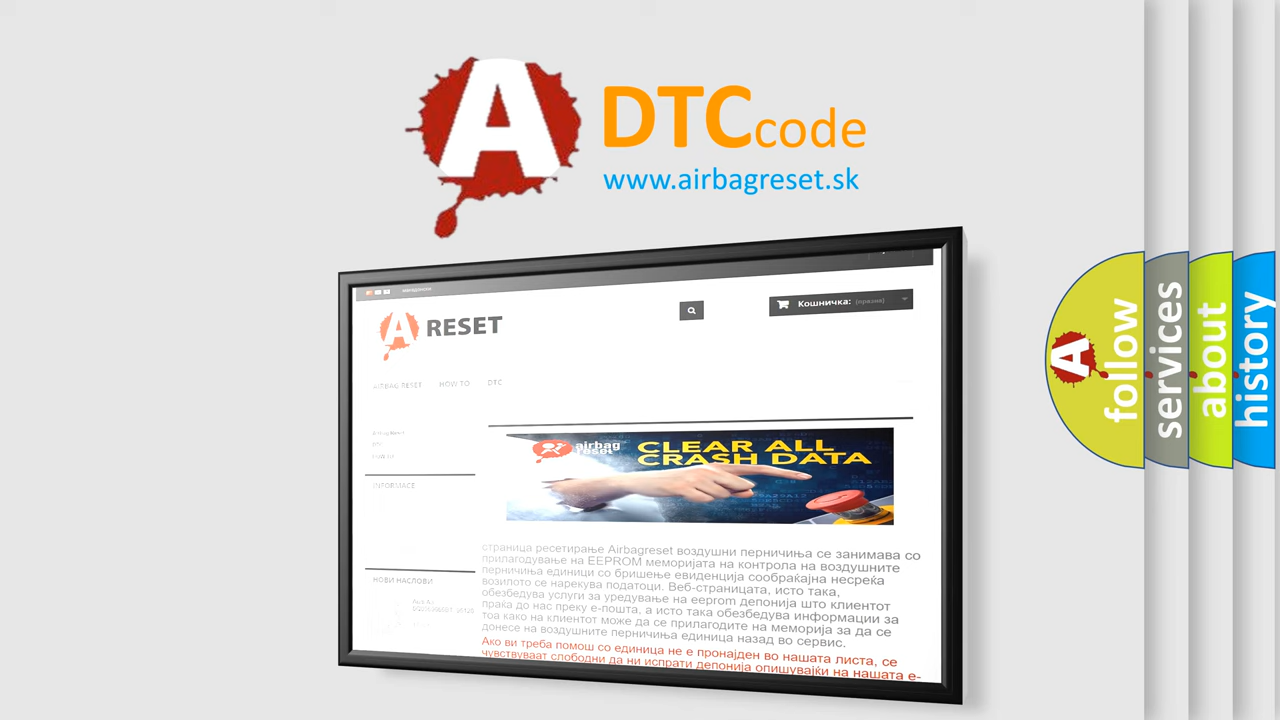 A DTC code
www.airbagreset.sk
A RESET
Кошничка: (празна)
AIRBAG RESET HOW TO DTC
DTC
INFORMACE
airbag reset
CLEAR ALL
CRASH DATA
НОВИ НАСЛОВИ
страница ресетирање Airbagreset воздушни перничиња се занимава со
прилагодување на EEPROM меморијата на контрола на воздушните
перничиња единици со бришење евиденција сообраќајна несреќа
возилото се нарекува податоци. Веб-страницата, исто така,
обезбедува услуги за уредување на eeprom депонија што клиентот
праќа до нас преку е-пошта, а исто така обезбедува информации за
тоа како на клиентот може да се прилагодите на меморија за да се
донесе на воздушните перничиња единица назад во сервис.
Ако ви треба помош со единица не е пронајден во нашата листа, се
чувствуваат слободни да ни испрати депонија опишувајќи на нашата е-
A
follow
services
about
history